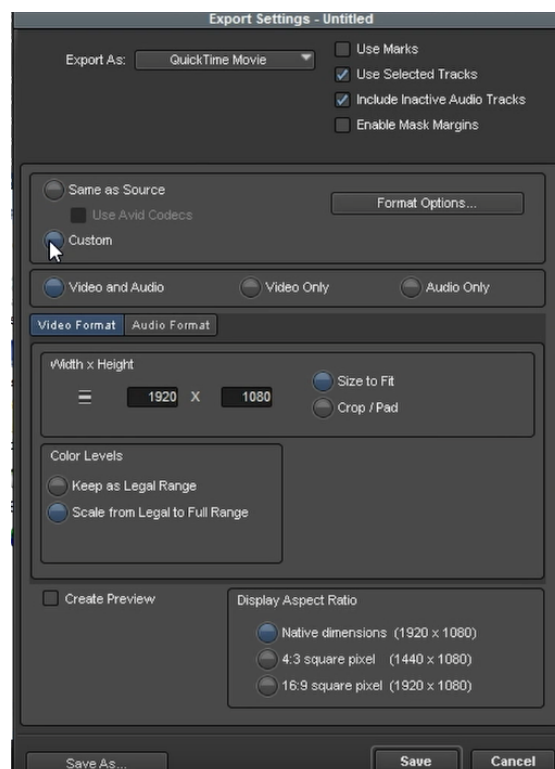 Export Settings - Untitled
Export As: QuickTime Movie
Use Marks
Use Selected Tracks
Include Inactive Audio Tracks
Enable Mask Margins
Same as Source
Format Options...
Use Avid Codecs
Custom
Video and Audio Video Only Audio Only
Video Format Audio Format
Width x Height
1920 X 1080
Size to Fit
Crop / Pad
Color Levels
Keep as Legal Range
Scale from Legal to Full Range
Create Preview
Display Aspect Ratio
Native dimensions (1920 x 1080)
4:3 square pixel (1440 x 1080)
16:9 square pixel (1920 x 1080)
Save As... Save Cancel